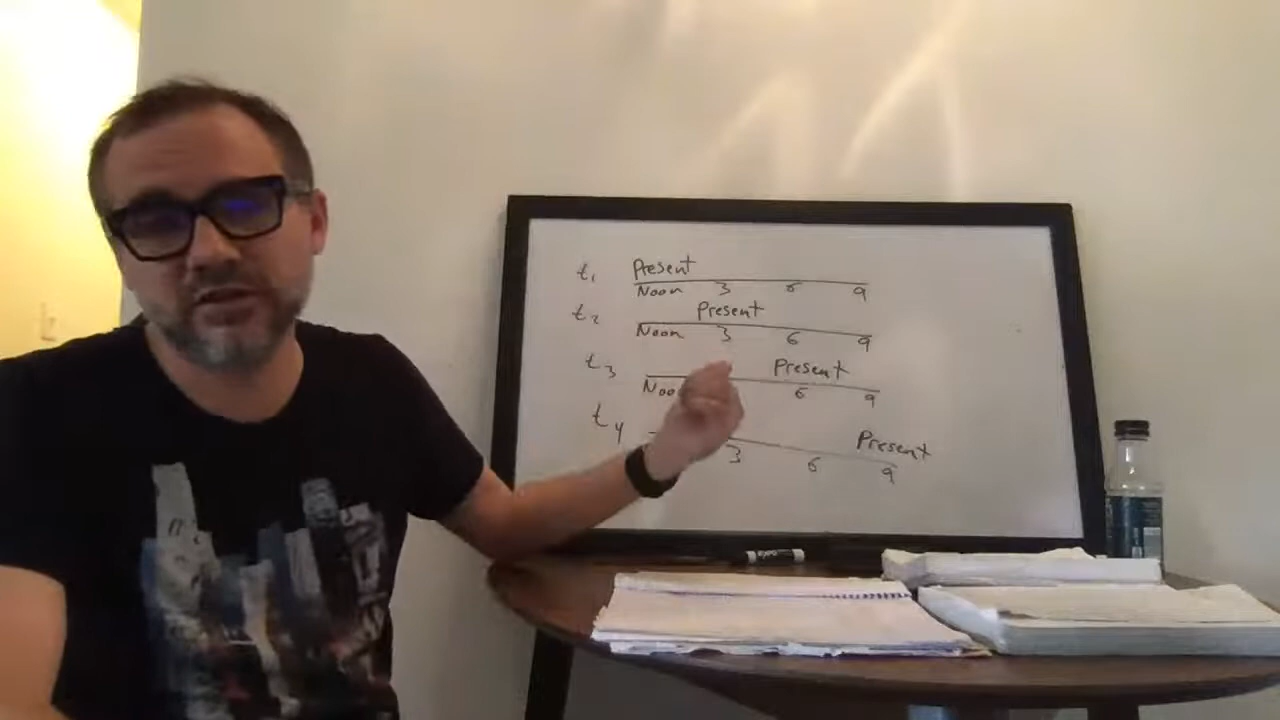 t1 Present
Noon 3 6 9
t2 Present
Noon 3 6 9
t3 Present
6 9
t4 Present
3 6 9
EXPO